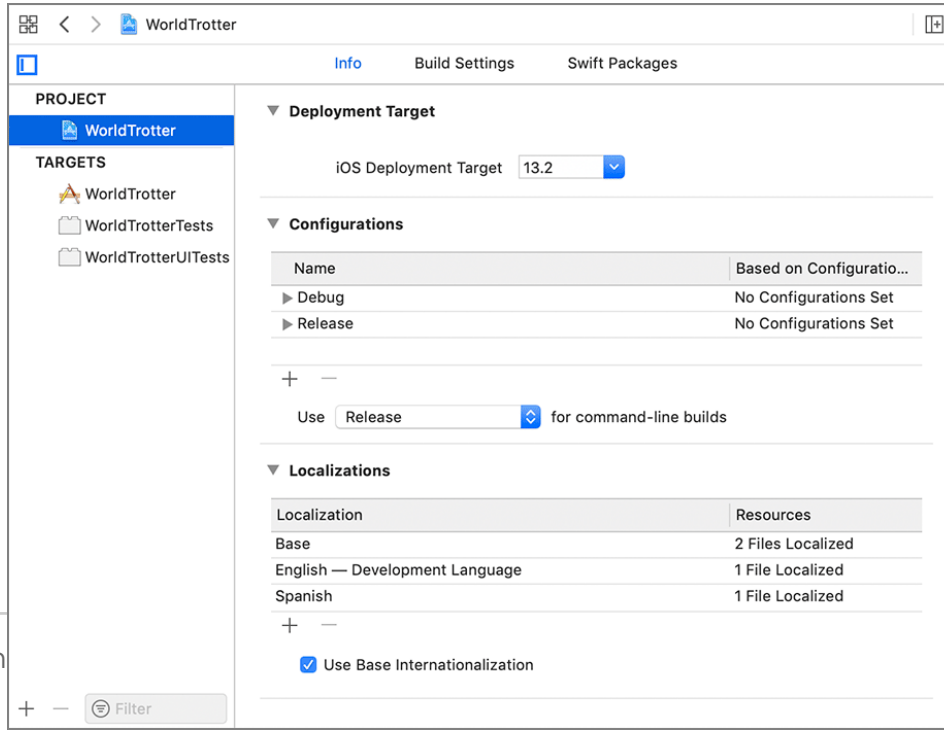 WorldTrotter
Info Build Settings Swift Packages
PROJECT
WorldTrotter
TARGETS
WorldTrotter
WorldTrotterTests
WorldTrotterUITests
Filter
Deployment Target
iOS Deployment Target 13.2
Configurations
Name Based on Configuratio...
Debug No Configurations Set
Release No Configurations Set
Use Release for command-line builds
Localizations
Localization Resources
Base 2 Files Localized
English — Development Language 1 File Localized
Spanish 1 File Localized
Use Base Internationalization